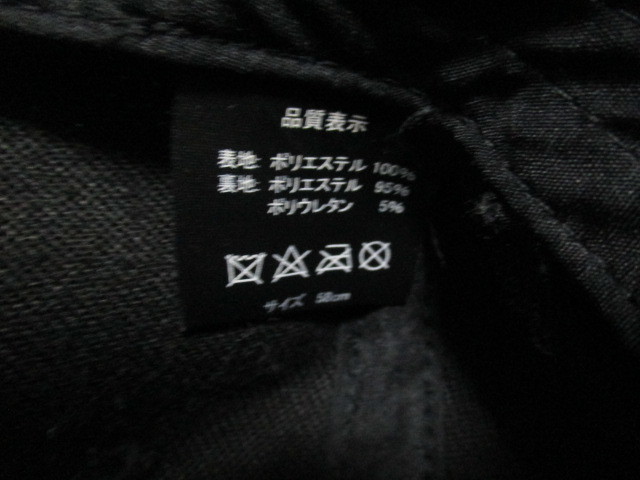 品質表示
表地: ポリエステル 100%
裏地: ポリエステル 95%
ポリウレタン 5%
サイズ 58cm